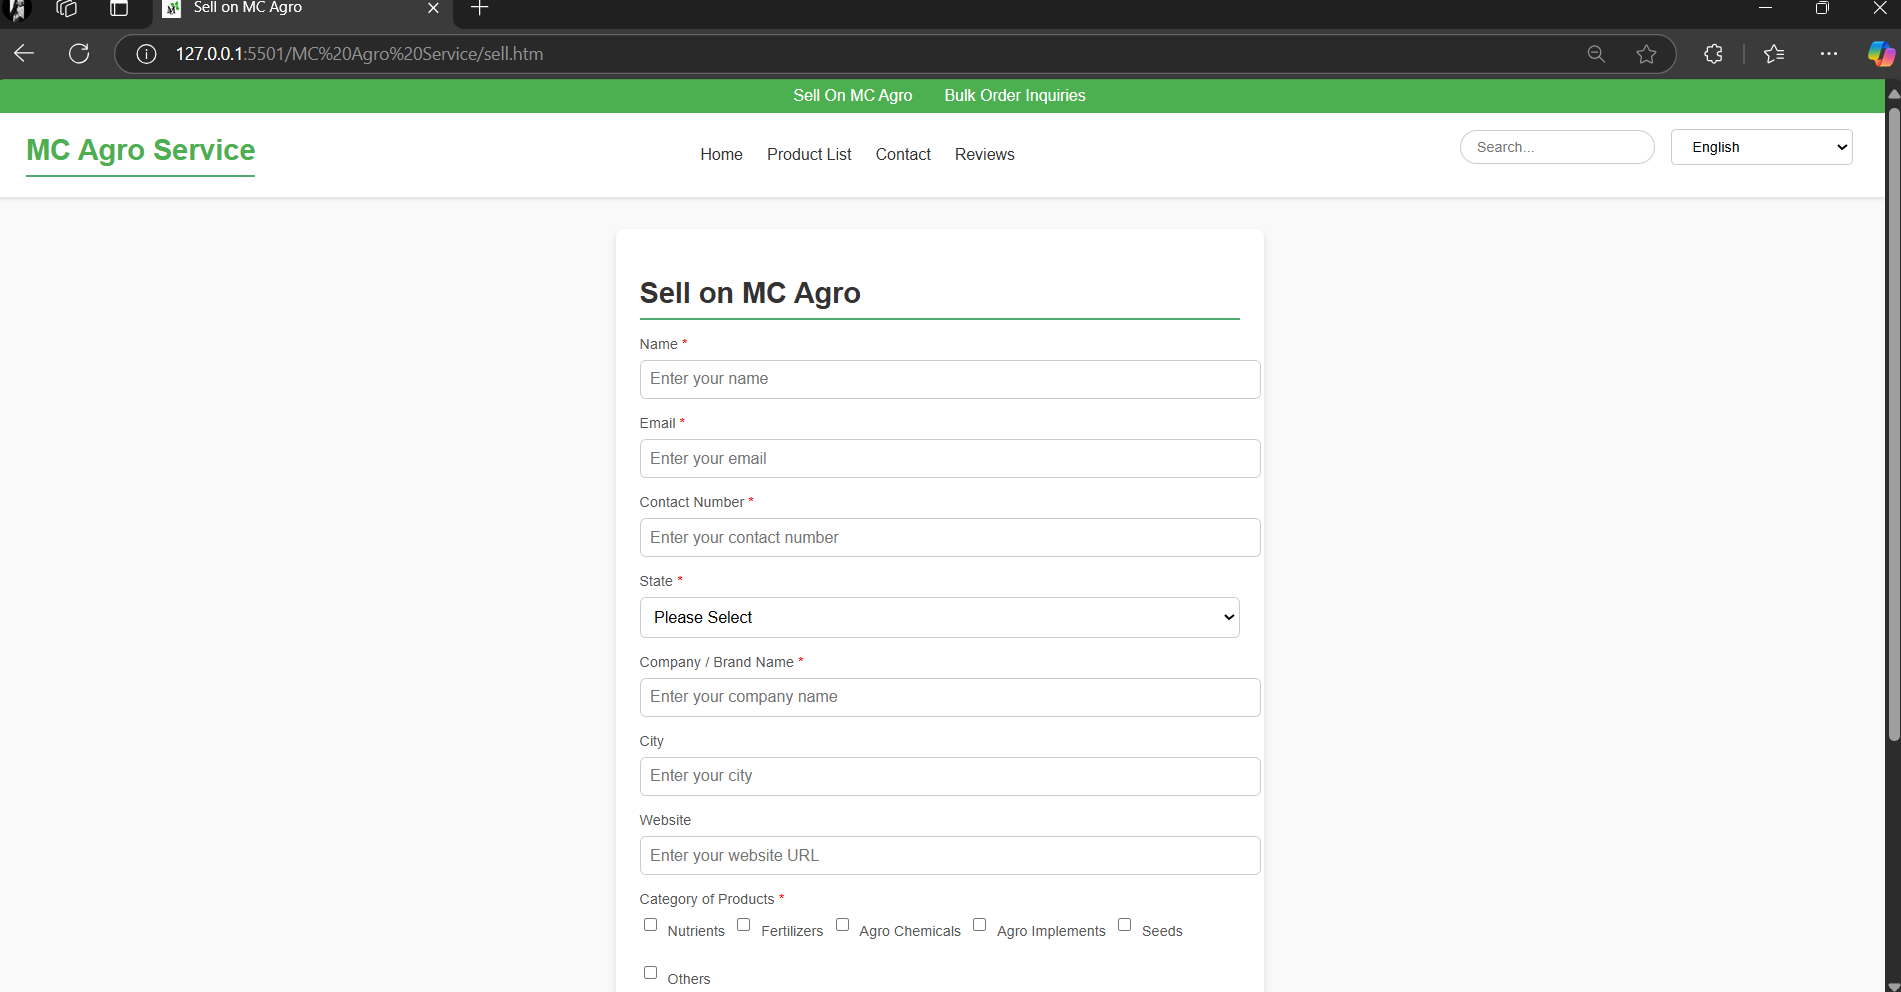 Sell on MC Agro
127.0.0.1:5501/MC%20Agro%20Service/sell.htm
Sell On MC Agro Bulk Order Inquiries
MC Agro Service
Home Product List Contact Reviews
Search...
English
Sell on MC Agro
Name *
Enter your name
Email *
Enter your email
Contact Number *
Enter your contact number
State *
Please Select
Company / Brand Name *
Enter your company name
City
Enter your city
Website
Enter your website URL
Category of Products *
Nutrients Fertilizers Agro Chemicals Agro Implements Seeds
Others